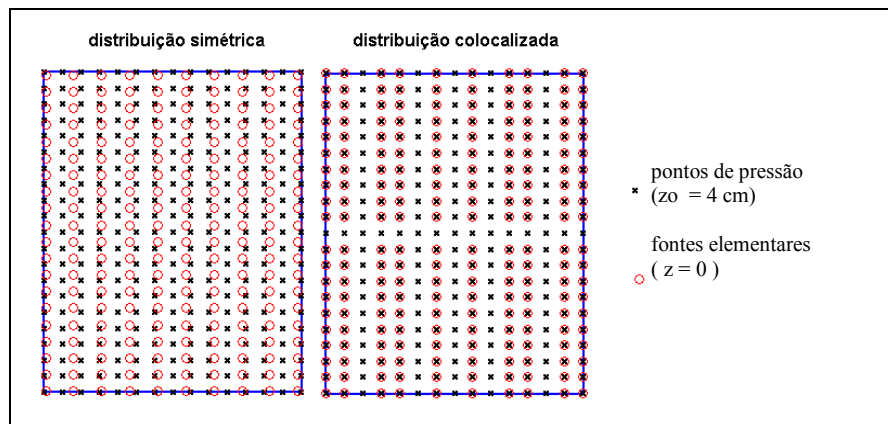 distribuição simétrica
distribuição colocalizada
pontos de pressão
(zo = 4 cm)
fontes elementares
( z = 0 )